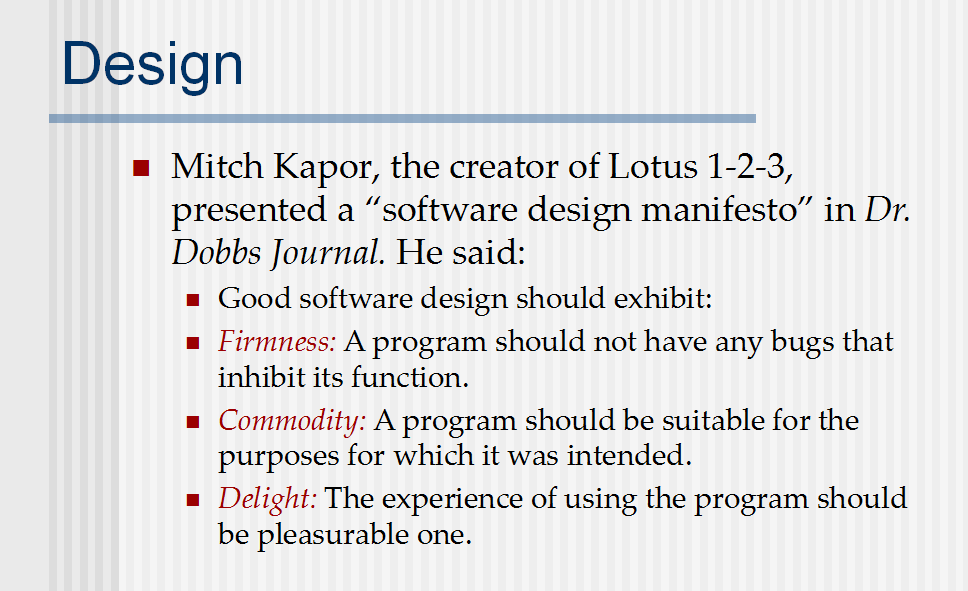 Design
Mitch Kapor, the creator of Lotus 1-2-3,
presented a “software design manifesto” in Dr.
Dobbs Journal. He said:
Good software design should exhibit:
Firmness: A program should not have any bugs that
inhibit its function.
Commodity: A program should be suitable for the
purposes for which it was intended.
Delight: The experience of using the program should
be pleasurable one.